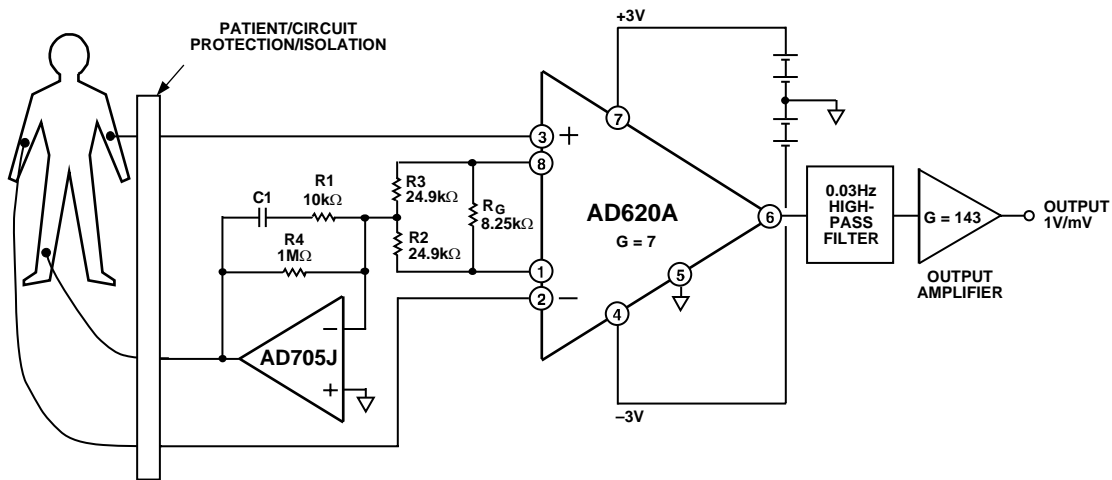 PATIENT/CIRCUIT
PROTECTION/ISOLATION
+3V
3
+
8
7
C1
R1
10kΩ
R3
24.9kΩ
RG
8.25kΩ
R4
1MΩ
R2
24.9kΩ
AD620A
G = 7
6
0.03Hz
HIGH-
PASS
FILTER
G = 143
OUTPUT
1V/mV
OUTPUT
AMPLIFIER
1
2
–
5
4
–
AD705J
+
–3V